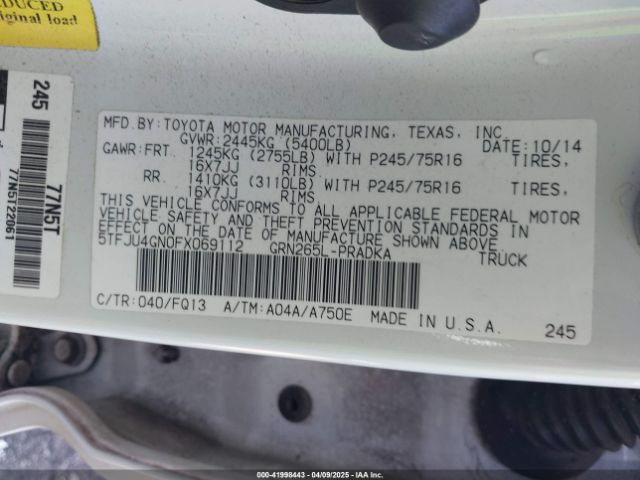 DUCED
iginal load
245
77N5T22061
77N5T
MFD.BY:TOYOTA MOTOR MANUFACTURING, TEXAS, INC.
GVWR:2445KG (5400LB) DATE:10/14
GAWR:FRT. 1245KG (2755LB) WITH P245/75R16 TIRES,
16X7JJ RIMS
RR. 1410KG (3110LB) WITH P245/75R16 TIRES,
16X7JJ RIMS
THIS VEHICLE CONFORMS TO ALL APPLICABLE FEDERAL MOTOR
VEHICLE SAFETY AND THEFT PREVENTION STANDARDS IN EFFECT
ON THE DATE OF MANUFACTURE SHOWN ABOVE.
5TFJU4GN0FX069112 GRN265L-PRADKA TRUCK
C/TR:040/FQ13 A/TM:A04A/A750E MADE IN U.S.A. 245
000-41998443 - 04/09/2025 - IAA Inc.